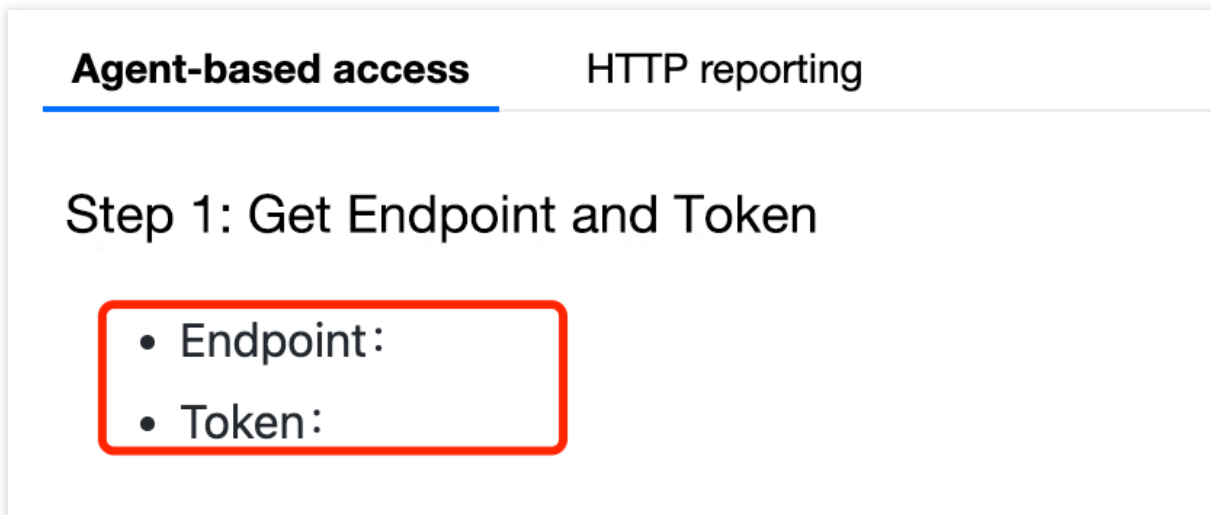 Agent-based access HTTP reporting
Step 1: Get Endpoint and Token
• Endpoint：
• Token：